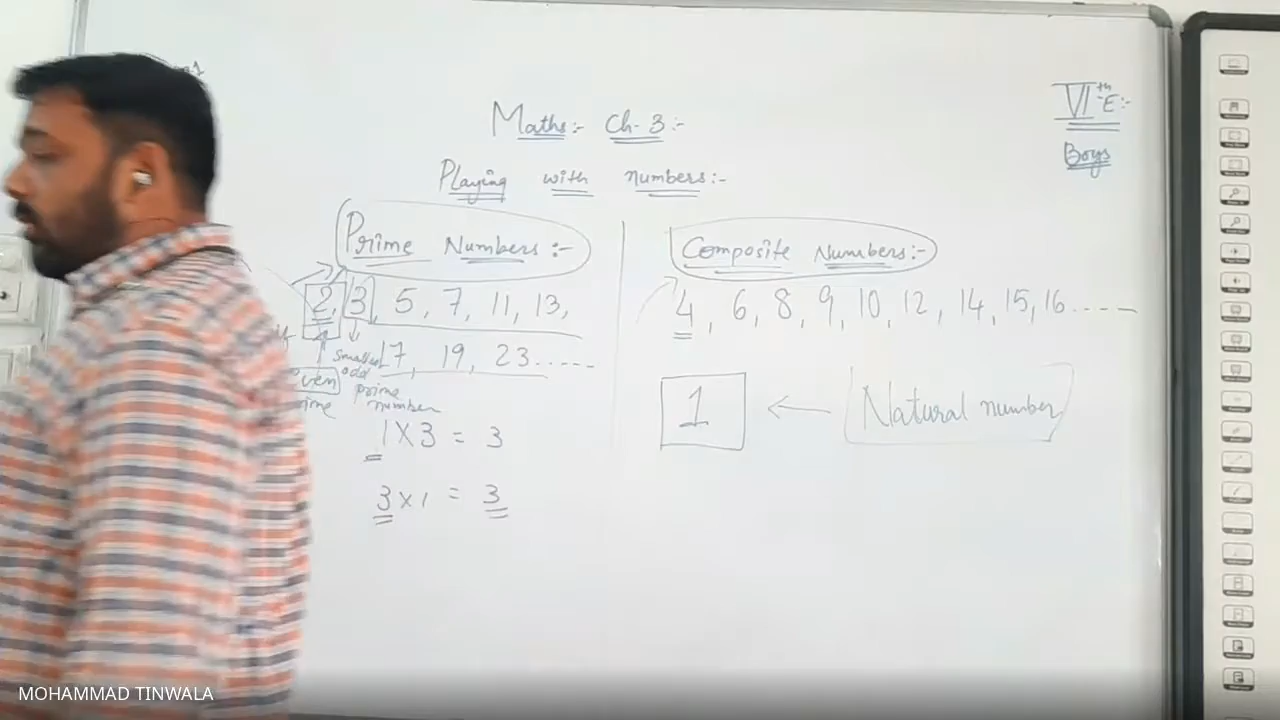 Maths:- Ch-3:-
VIth-E:-
Boys
Playing with numbers:-
Prime Numbers:-
2, 3, 5, 7, 11, 13,
17, 19, 23.....
even
smallest odd prime number
1 X 3 = 3
3 x 1 = 3
Composite Numbers:-
4, 6, 8, 9, 10, 12, 14, 15, 16.....
1 ← Natural number
MOHAMMAD TINWALA